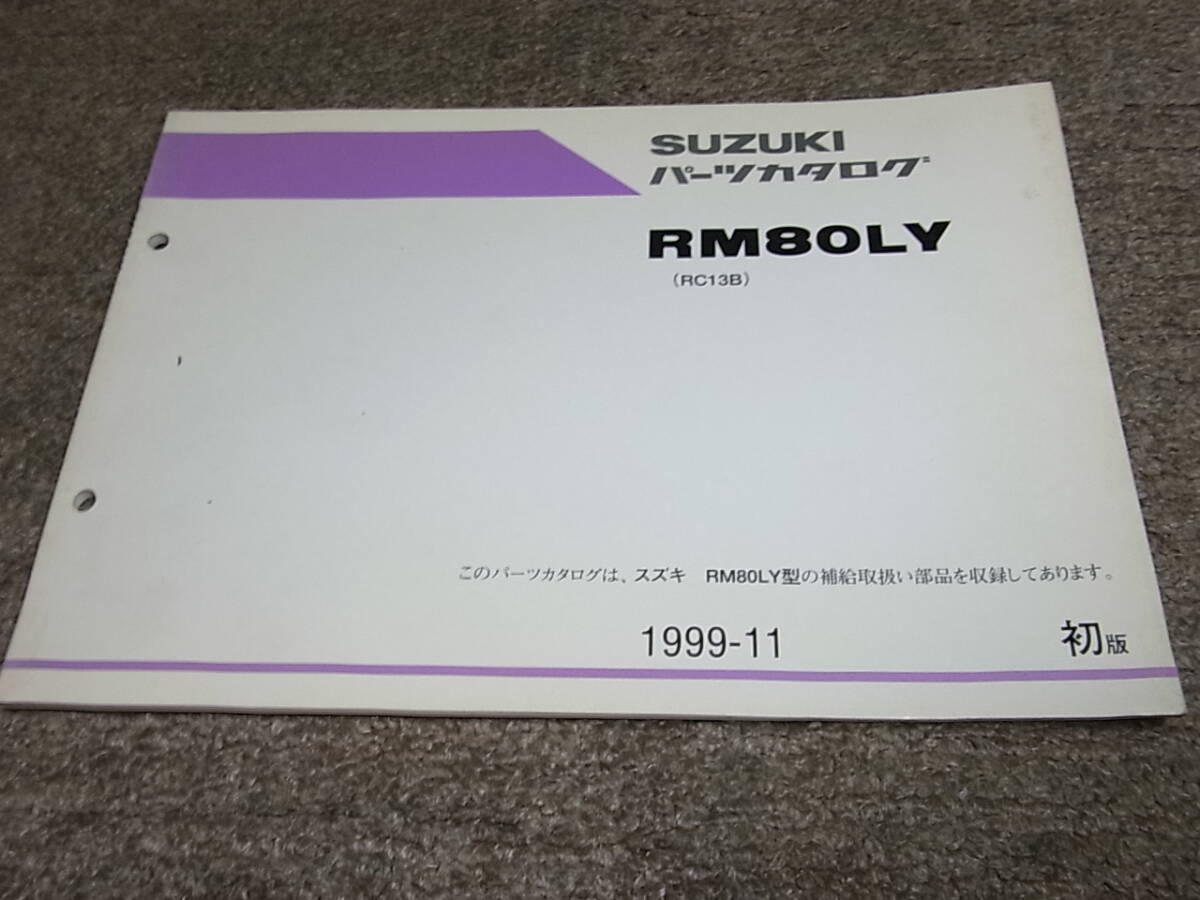 SUZUKI
パーツカタログ
RM80LY
(RC13B)
このパーツカタログは、スズキ RM80LY型の補給取扱い部品を収録してあります。
1999-11 初版